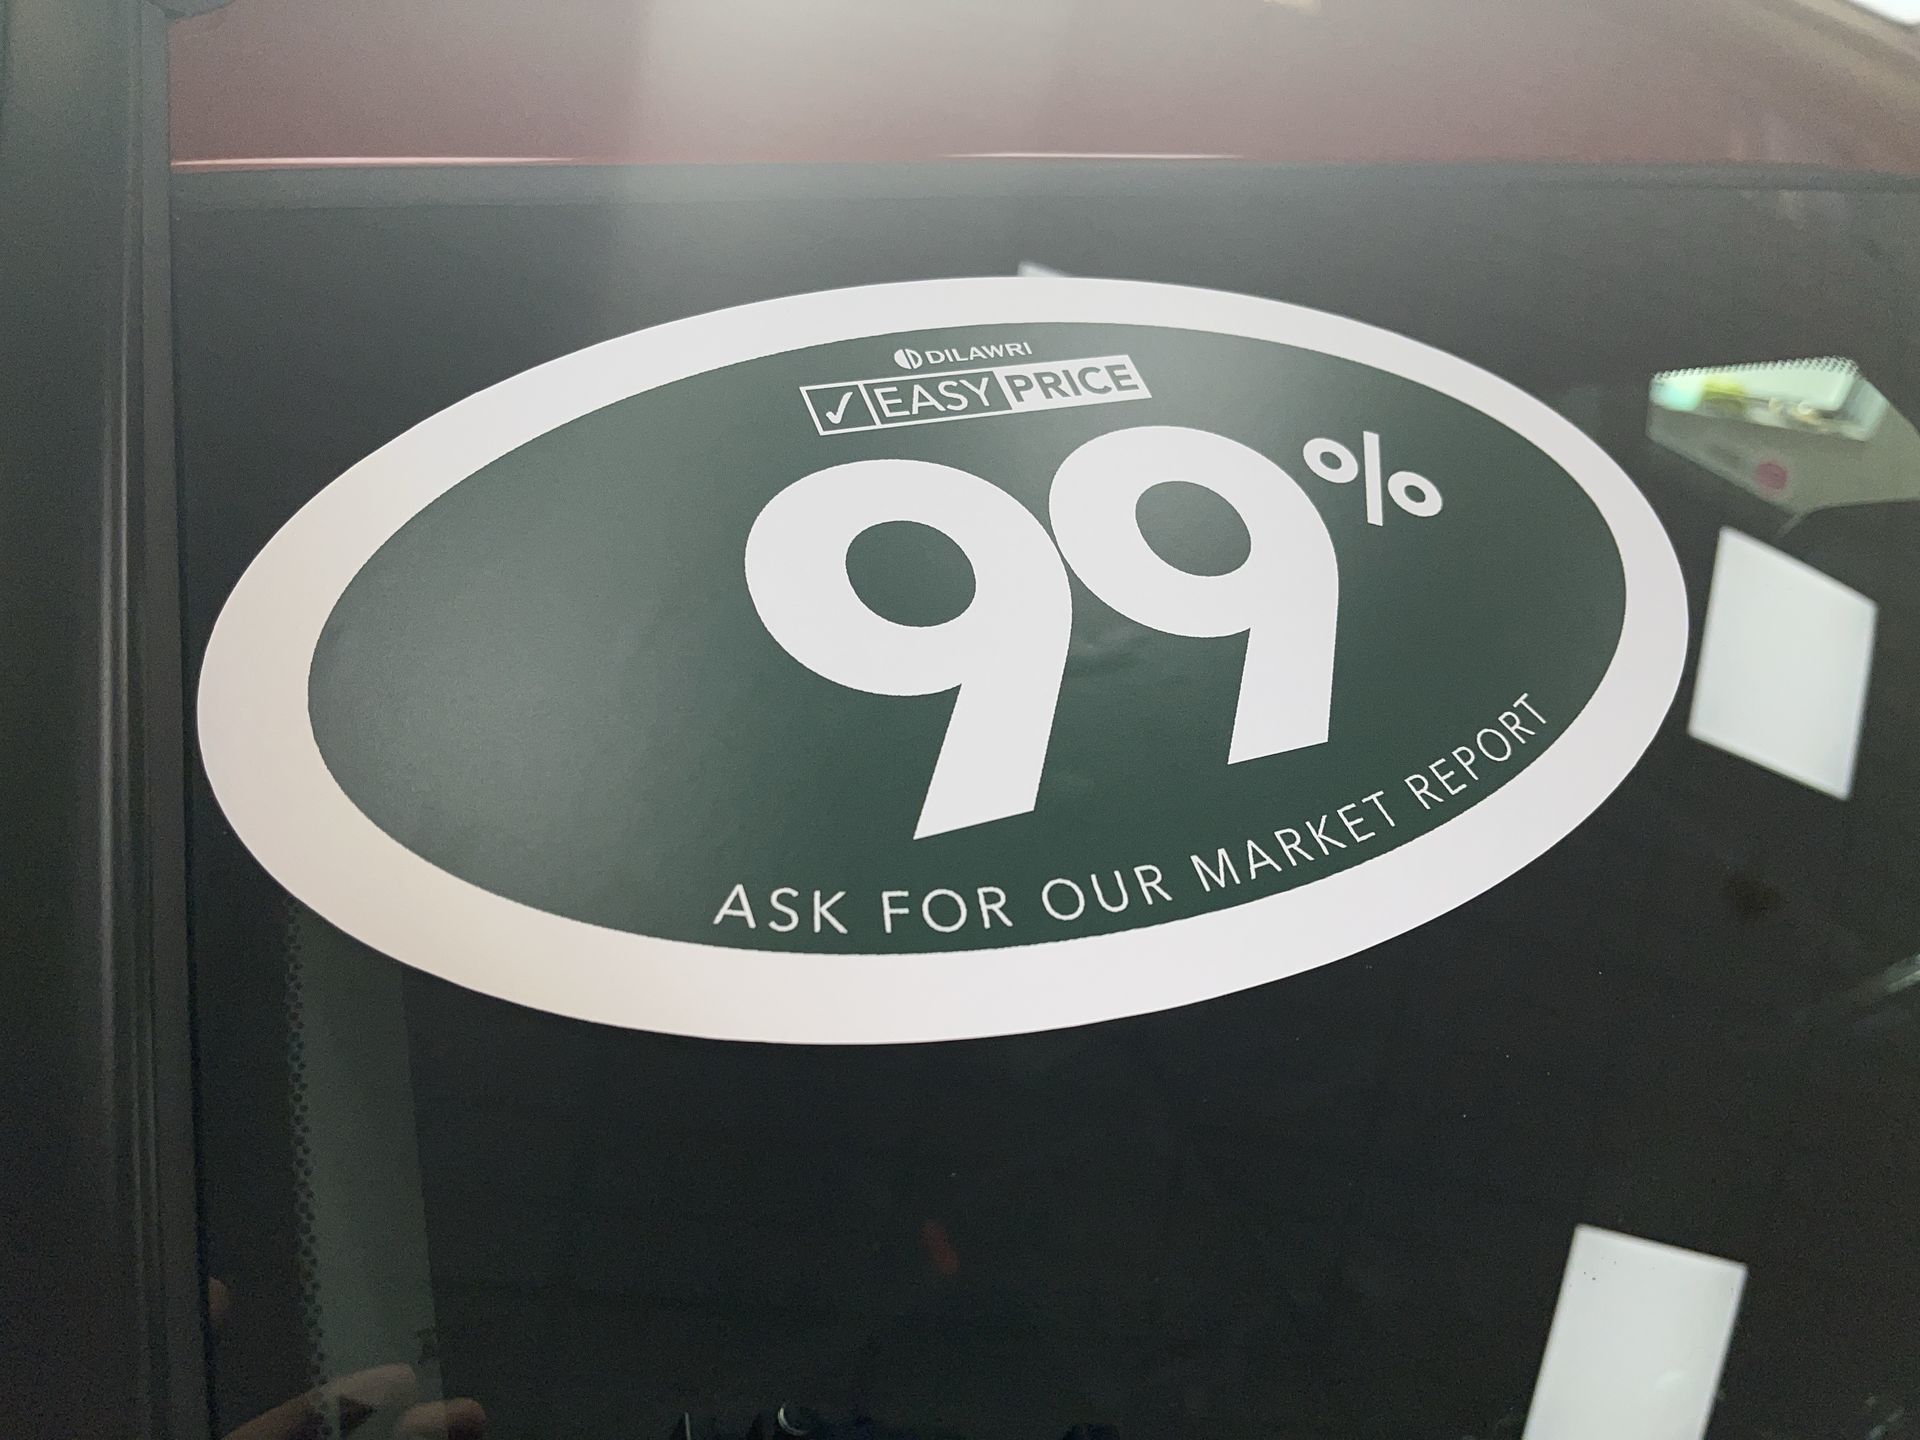 DILAWRI
✓ EASY PRICE
99%
ASK FOR OUR MARKET REPORT